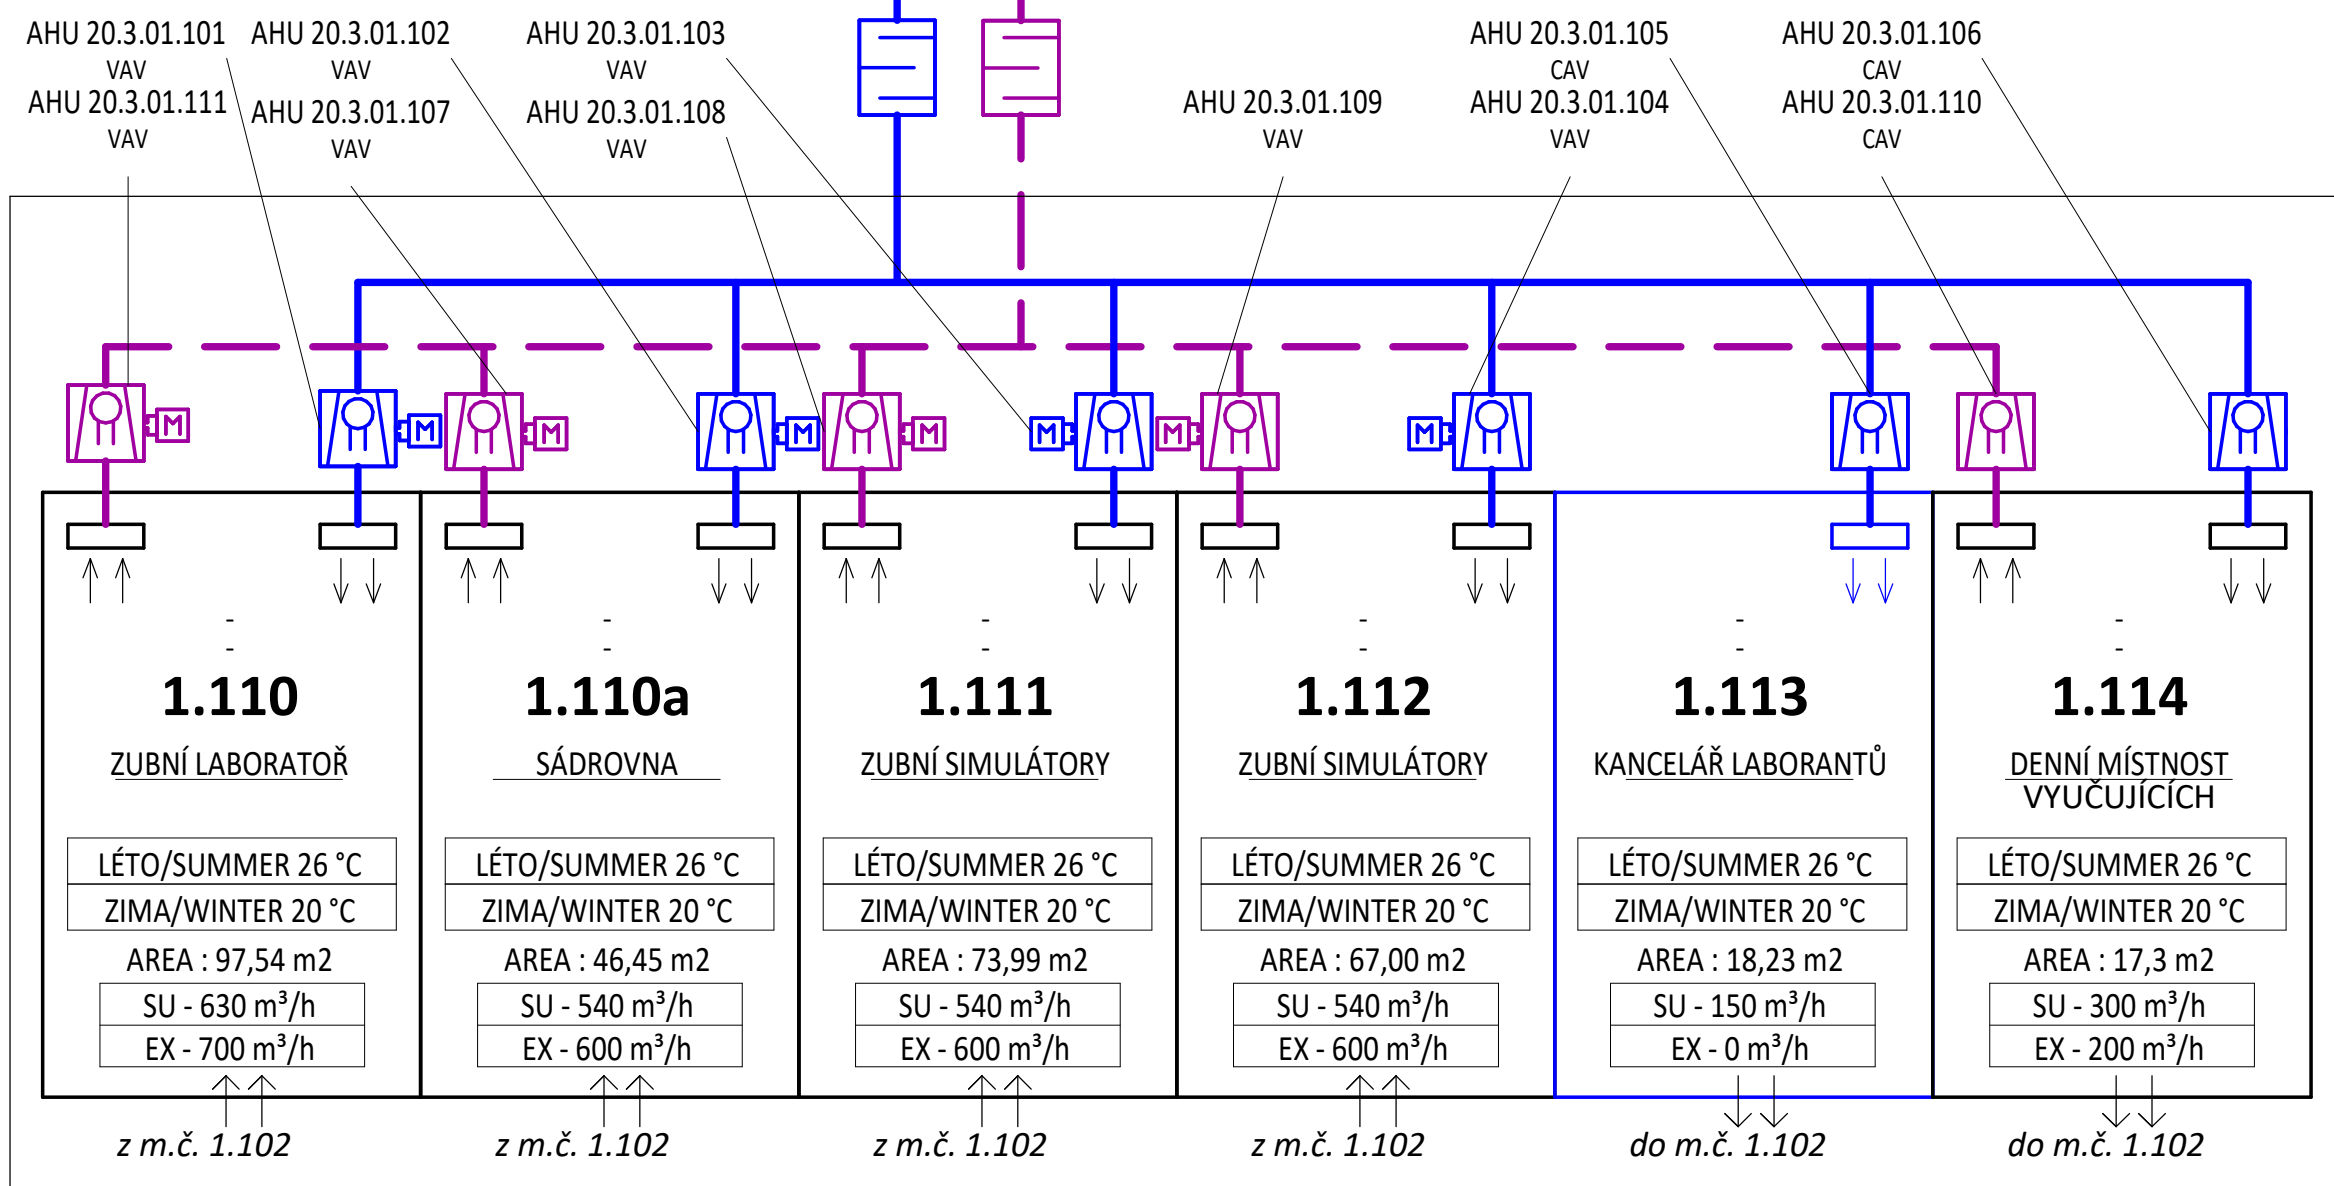 AHU 20.3.01.101
VAV
AHU 20.3.01.111
VAV
AHU 20.3.01.102
VAV
AHU 20.3.01.107
VAV
AHU 20.3.01.103
VAV
AHU 20.3.01.108
VAV
AHU 20.3.01.109
VAV
AHU 20.3.01.105
CAV
AHU 20.3.01.104
VAV
AHU 20.3.01.106
CAV
AHU 20.3.01.110
CAV
M
M
M
M
M
M
M
M
-
-
1.110
ZUBNÍ LABORATOŘ
LÉTO/SUMMER 26 °C
ZIMA/WINTER 20 °C
AREA : 97,54 m2
SU - 630 m³/h
EX - 700 m³/h
z m.č. 1.102
-
-
1.110a
SÁDROVNA
LÉTO/SUMMER 26 °C
ZIMA/WINTER 20 °C
AREA : 46,45 m2
SU - 540 m³/h
EX - 600 m³/h
z m.č. 1.102
-
-
1.111
ZUBNÍ SIMULÁTORY
LÉTO/SUMMER 26 °C
ZIMA/WINTER 20 °C
AREA : 73,99 m2
SU - 540 m³/h
EX - 600 m³/h
z m.č. 1.102
-
-
1.112
ZUBNÍ SIMULÁTORY
LÉTO/SUMMER 26 °C
ZIMA/WINTER 20 °C
AREA : 67,00 m2
SU - 540 m³/h
EX - 600 m³/h
z m.č. 1.102
-
-
1.113
KANCELÁŘ LABORANTŮ
LÉTO/SUMMER 26 °C
ZIMA/WINTER 20 °C
AREA : 18,23 m2
SU - 150 m³/h
EX - 0 m³/h
do m.č. 1.102
-
-
1.114
DENNÍ MÍSTNOST
VYUČUJÍCÍCH
LÉTO/SUMMER 26 °C
ZIMA/WINTER 20 °C
AREA : 17,3 m2
SU - 300 m³/h
EX - 200 m³/h
do m.č. 1.102